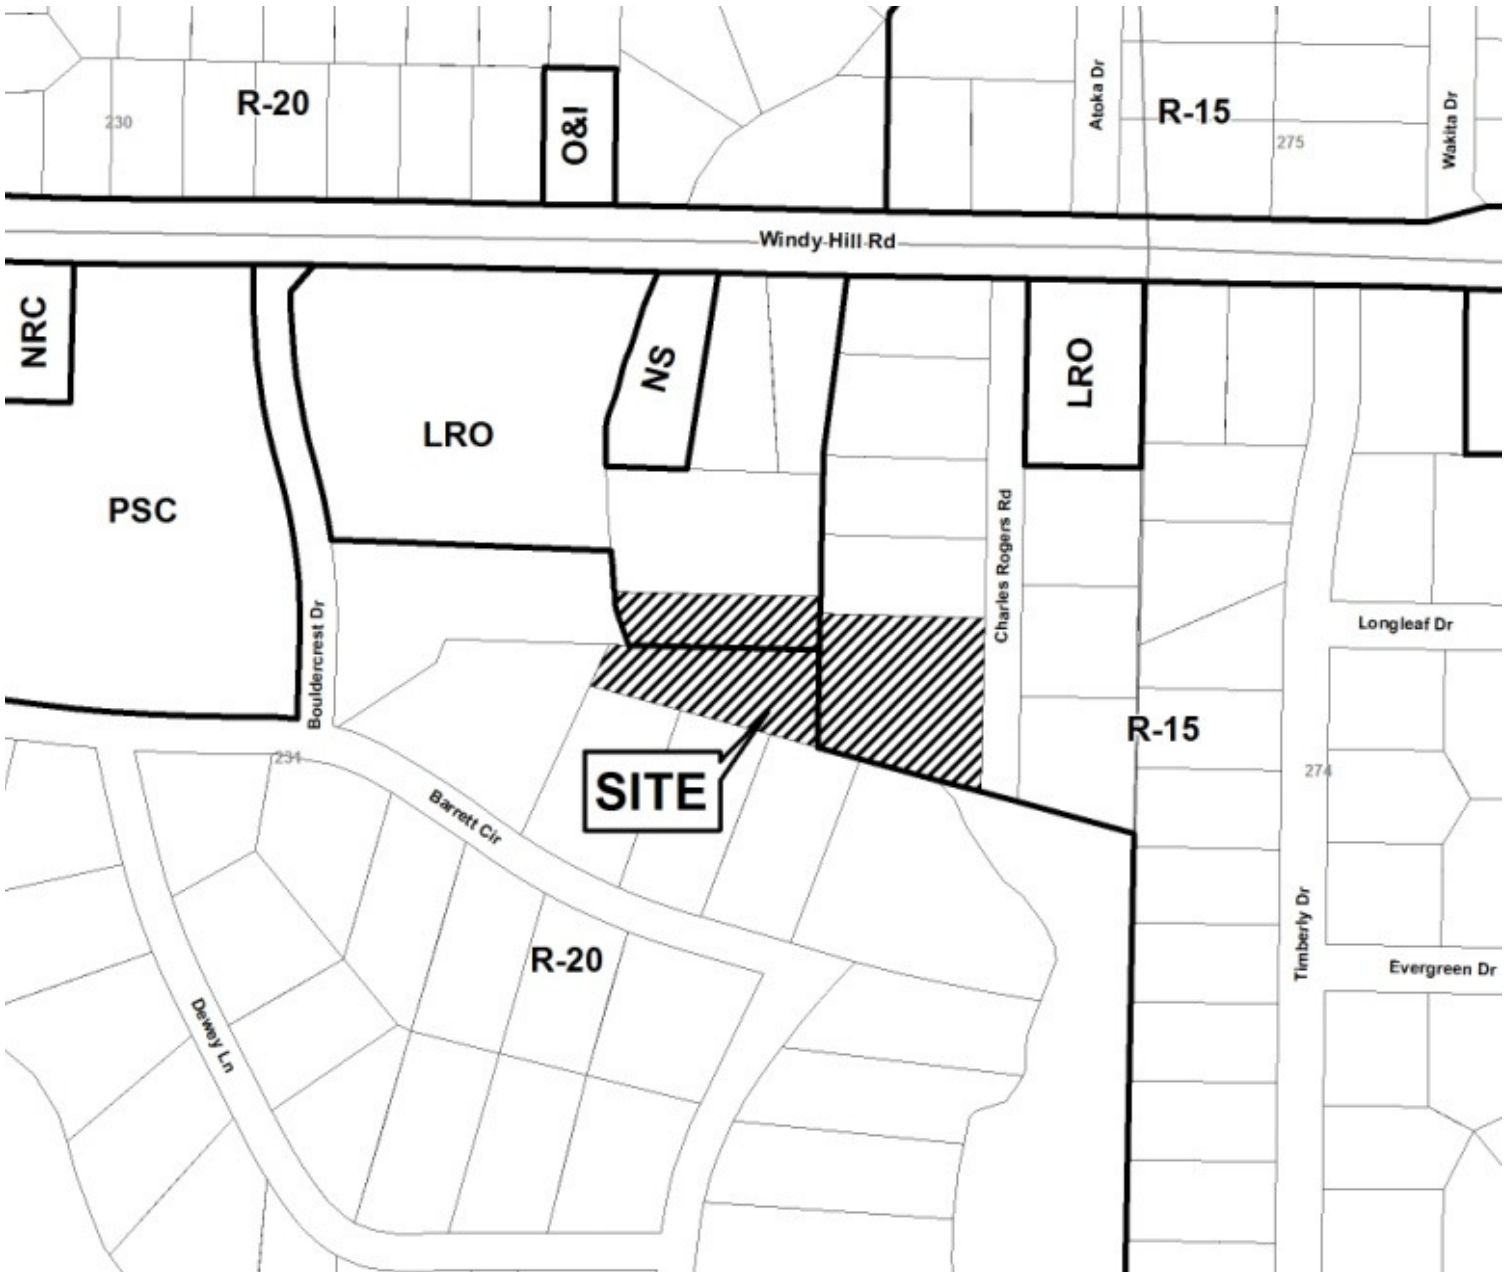 R-20
230
O&I
Atoka Dr
R-15
275
Wakita Dr
Windy Hill Rd
NRC
NS
LRO
LRO
PSC
Charles Rogers Rd
Bouldercrest Dr
Longleaf Dr
R-15
231
274
SITE
Barrett Cir
Timberly Dr
R-20
Evergreen Dr
Dewey Ln